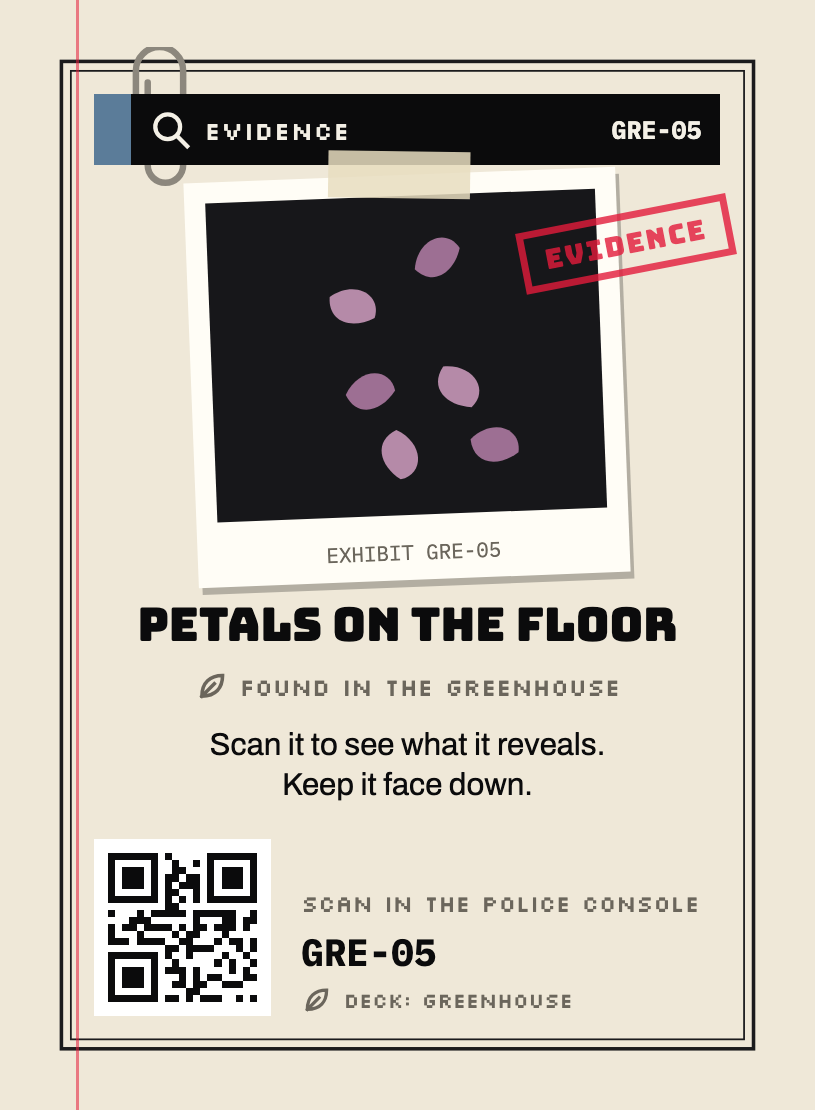 EVIDENCE
GRE-05
EVIDENCE
EXHIBIT GRE-05
PETALS ON THE FLOOR
FOUND IN THE GREENHOUSE
Scan it to see what it reveals.
Keep it face down.
SCAN IN THE POLICE CONSOLE
GRE-05
DECK: GREENHOUSE